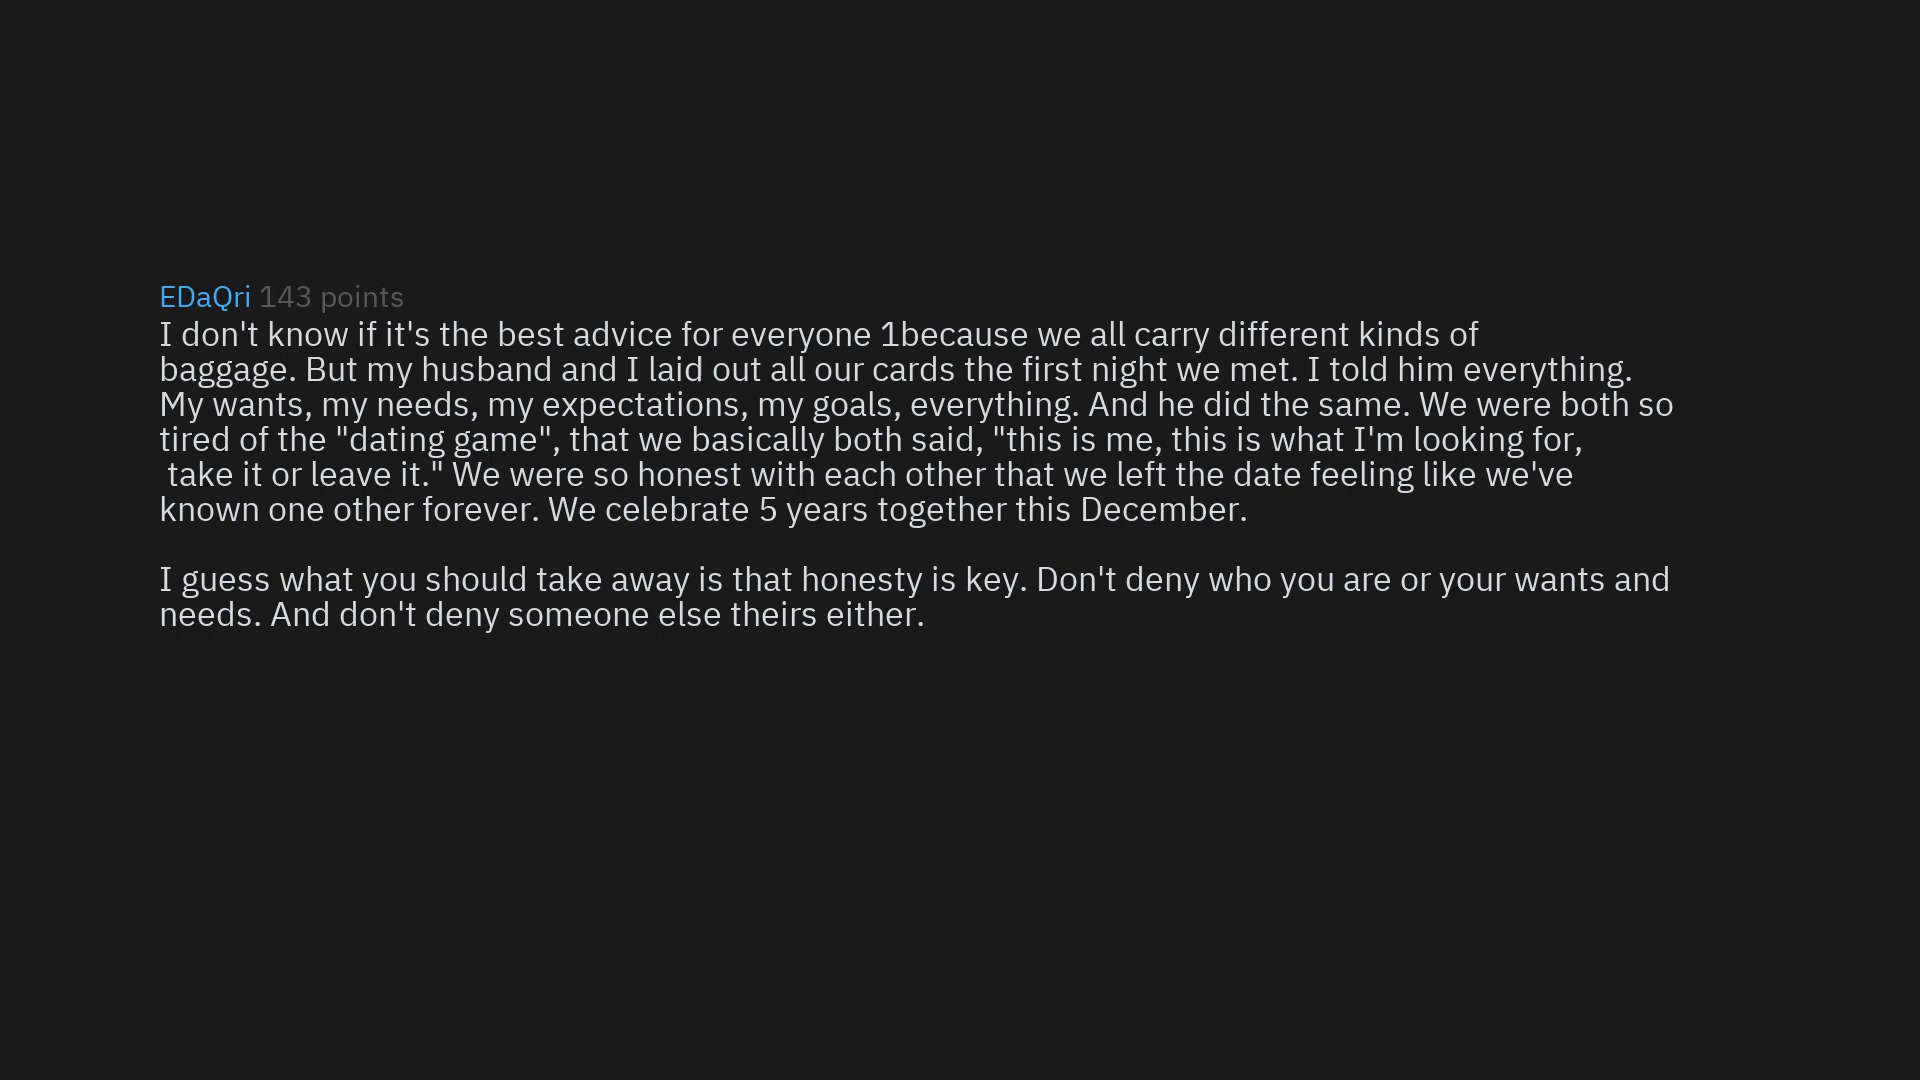 EDaQri 143 points
I don't know if it's the best advice for everyone 1because we all carry different kinds of
baggage. But my husband and I laid out all our cards the first night we met. I told him everything.
My wants, my needs, my expectations, my goals, everything. And he did the same. We were both so
tired of the "dating game", that we basically both said, "this is me, this is what I'm looking for,
take it or leave it." We were so honest with each other that we left the date feeling like we've
known one other forever. We celebrate 5 years together this December.
I guess what you should take away is that honesty is key. Don't deny who you are or your wants and
needs. And don't deny someone else theirs either.